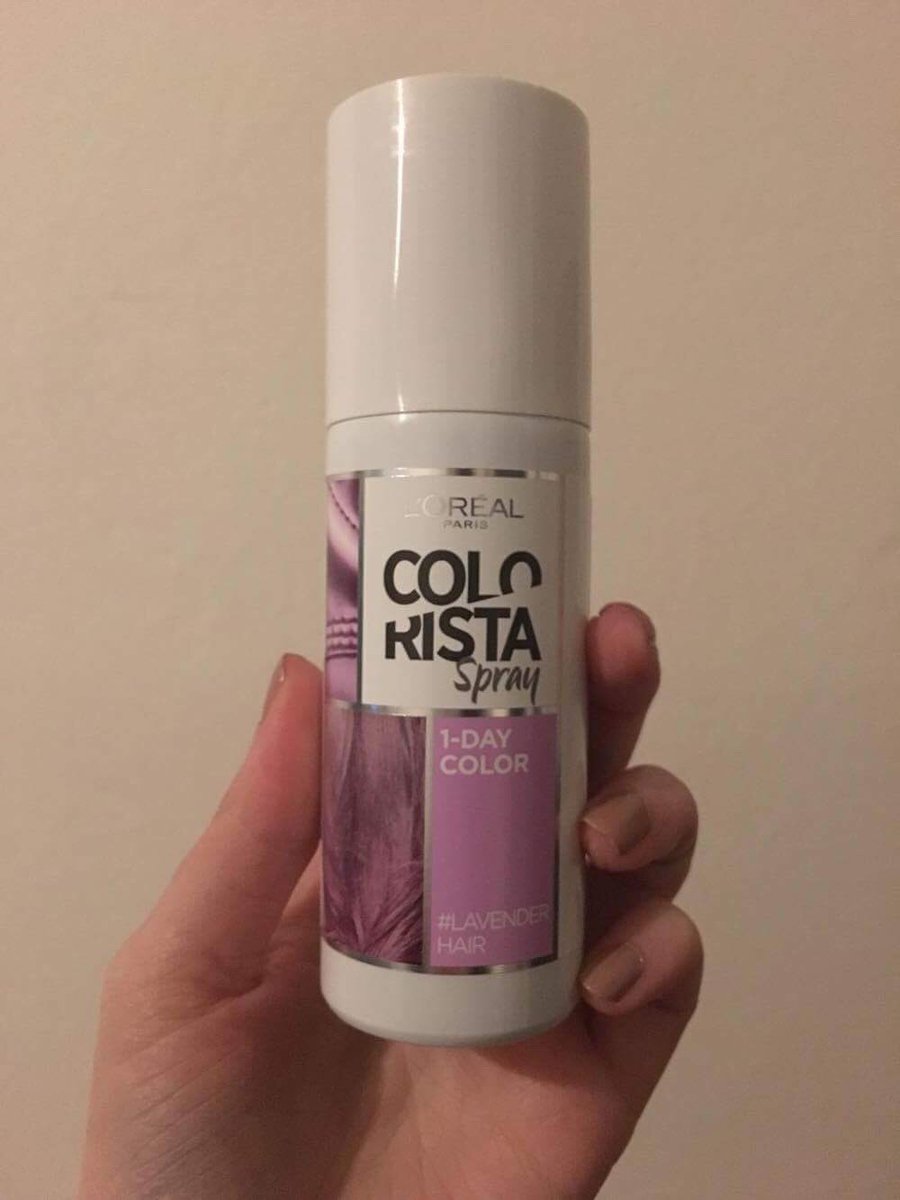 L'ORÉAL
PARIS
COLO
RISTA
Spray
1-DAY
COLOR
#LAVENDER
HAIR